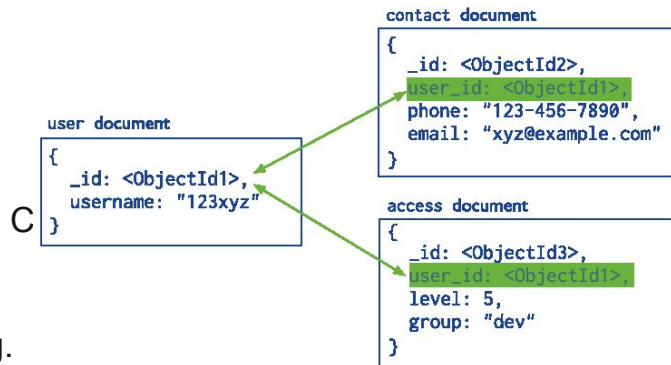 contact document
{
_id: <ObjectId2>,
user_id: <ObjectId1>,
phone: "123-456-7890",
email: "xyz@example.com"
}
user document
{
_id: <ObjectId1>,
username: "123xyz"
}
C
access document
{
_id: <ObjectId3>,
user_id: <ObjectId1>,
level: 5,
group: "dev"
}